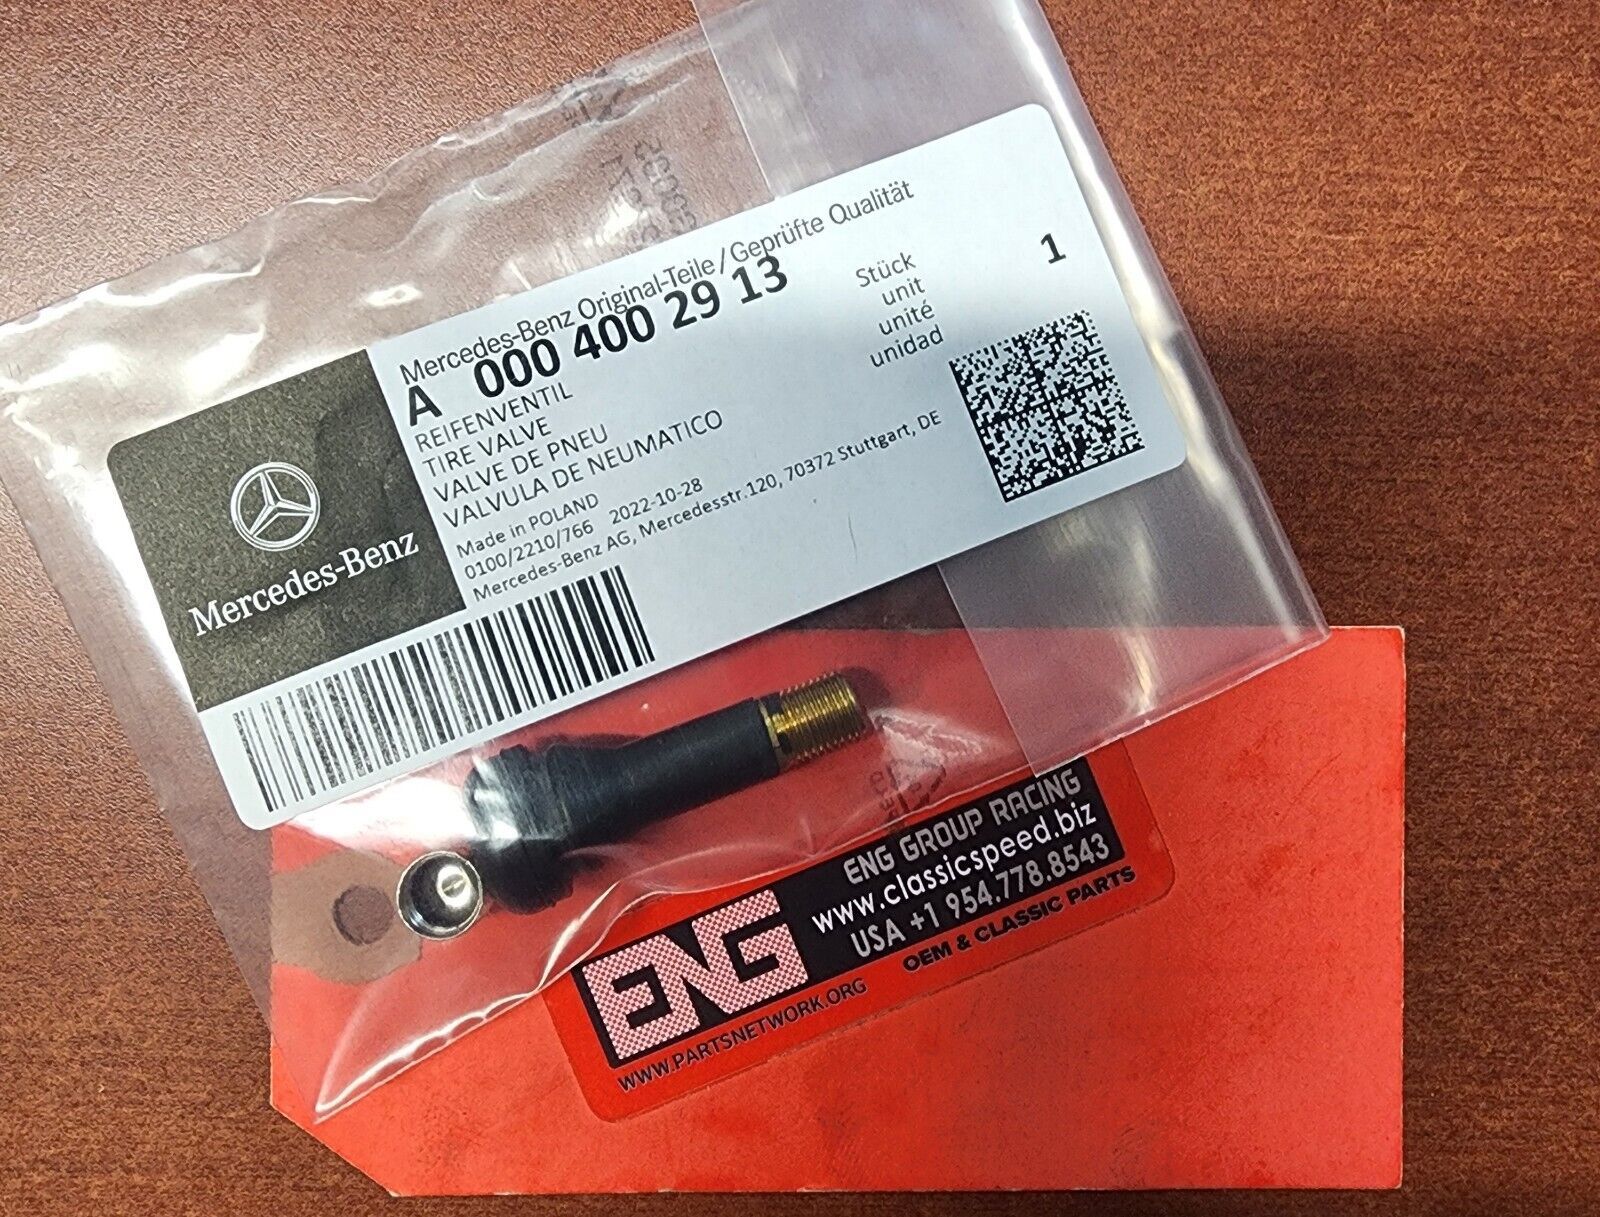 Mercedes-Benz Original-Teile / Geprüfte Qualität
A 000 400 29 13
REIFENVENTIL
TIRE VALVE
VALVE DE PNEU
VALVULA DE NEUMATICO
Made in POLAND
0100/2210/766 2022-10-28
Mercedes-Benz AG, Mercedesstr.120, 70372 Stuttgart, DE
Stück
unit
unité
unidad
1
Mercedes-Benz
ENG GROUP RACING
www.classicspeed.biz
USA +1 954.778.8543
OEM & CLASSIC PARTS
ENG
WWW.PARTSNETWORK.ORG